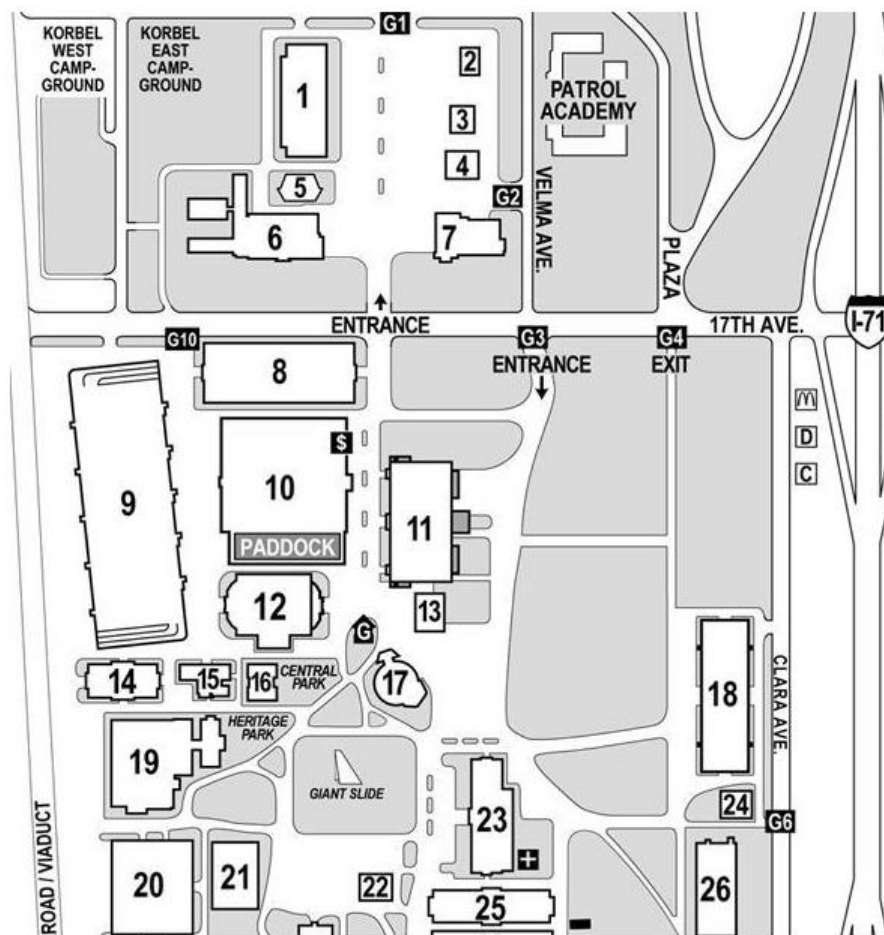 G1
KORBEL
WEST
CAMP-
GROUND
KORBEL
EAST
CAMP-
GROUND
1
2
3
4
PATROL
ACADEMY
5
G2
6
7
VELMA AVE.
PLAZA
ENTRANCE
17TH AVE.
I-71
G10
G3
G4
ENTRANCE
EXIT
8
$
D
C
9
10
11
PADDOCK
12
13
G
14
15
16
CENTRAL
PARK
17
18
CLARA AVE.
HERITAGE
PARK
19
GIANT SLIDE
23
24
G6
ROAD / VIADUCT
20
21
22
25
26